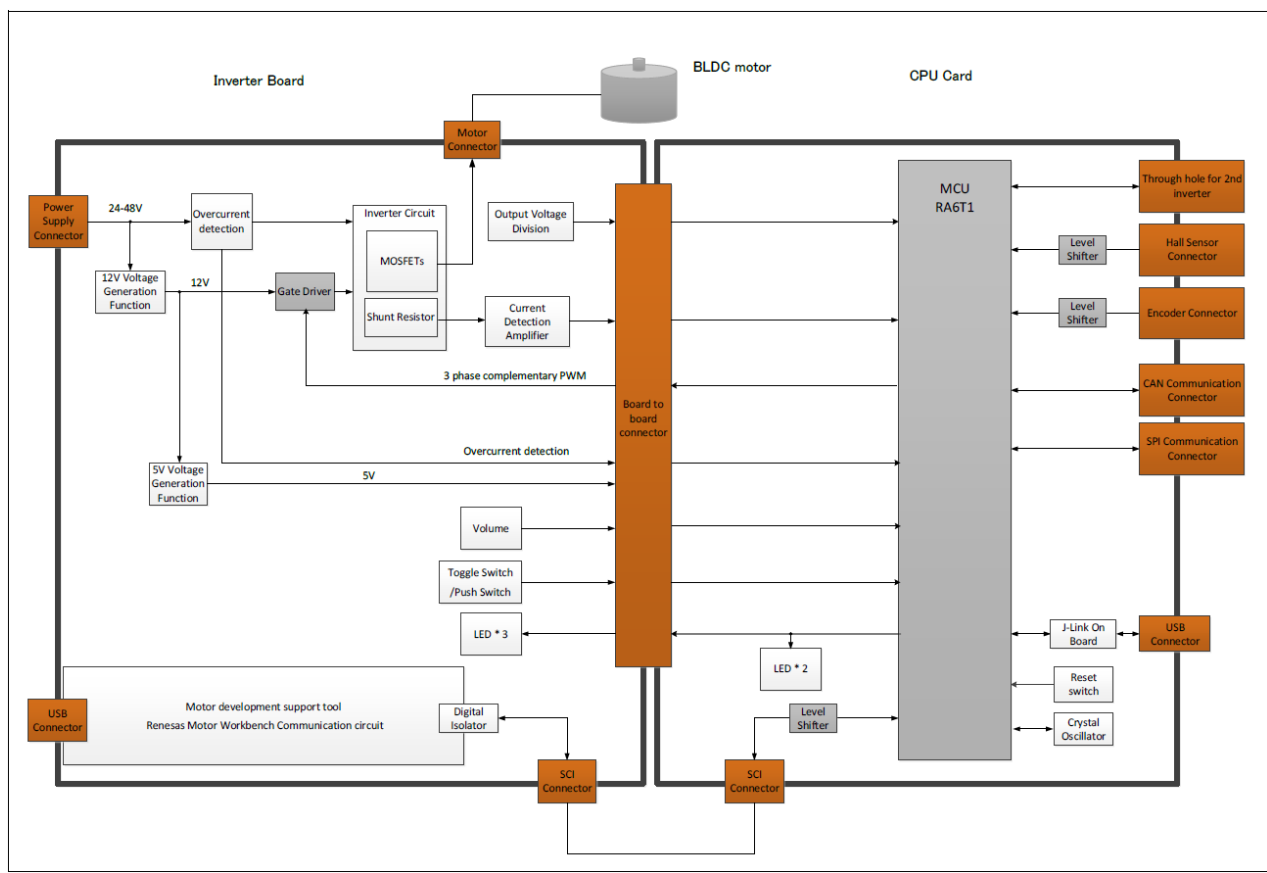 Inverter Board
BLDC motor
CPU Card
Motor
Connector
Power
Supply
Connector
24-48V
Overcurrent
detection
Inverter Circuit
MOSFETs
Shunt Resistor
12V Voltage
Generation
Function
12V
Gate Driver
Output Voltage
Division
Current
Detection
Amplifier
3 phase complementary PWM
Board to
board
connector
5V Voltage
Generation
Function
Overcurrent detection
5V
Volume
Toggle Switch
/Push Switch
LED * 3
Motor development support tool
Renesas Motor Workbench Communication circuit
USB
Connector
Digital
Isolator
SCI
Connector
MCU
RA6T1
Through hole for 2nd
inverter
Level
Shifter
Hall Sensor
Connector
Level
Shifter
Encoder Connector
CAN Communication
Connector
SPI Communication
Connector
J-Link On
Board
USB
Connector
LED * 2
Reset
switch
Level
Shifter
Crystal
Oscillator
SCI
Connector